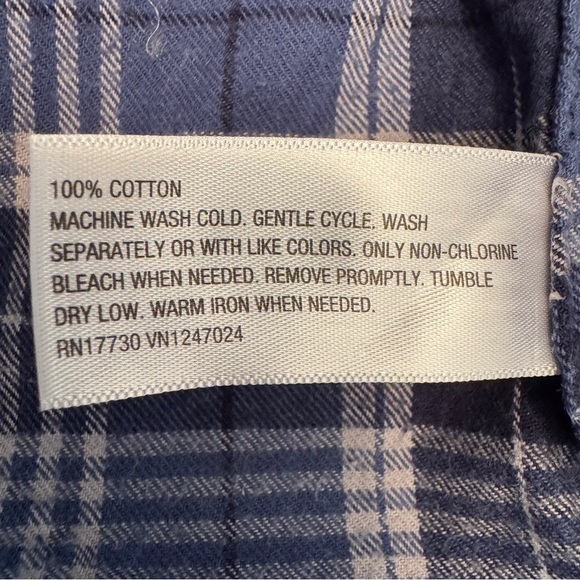 100% COTTON
MACHINE WASH COLD. GENTLE CYCLE. WASH
SEPARATELY OR WITH LIKE COLORS. ONLY NON-CHLORINE
BLEACH WHEN NEEDED. REMOVE PROMPTLY. TUMBLE
DRY LOW. WARM IRON WHEN NEEDED.
RN17730 VN1247024